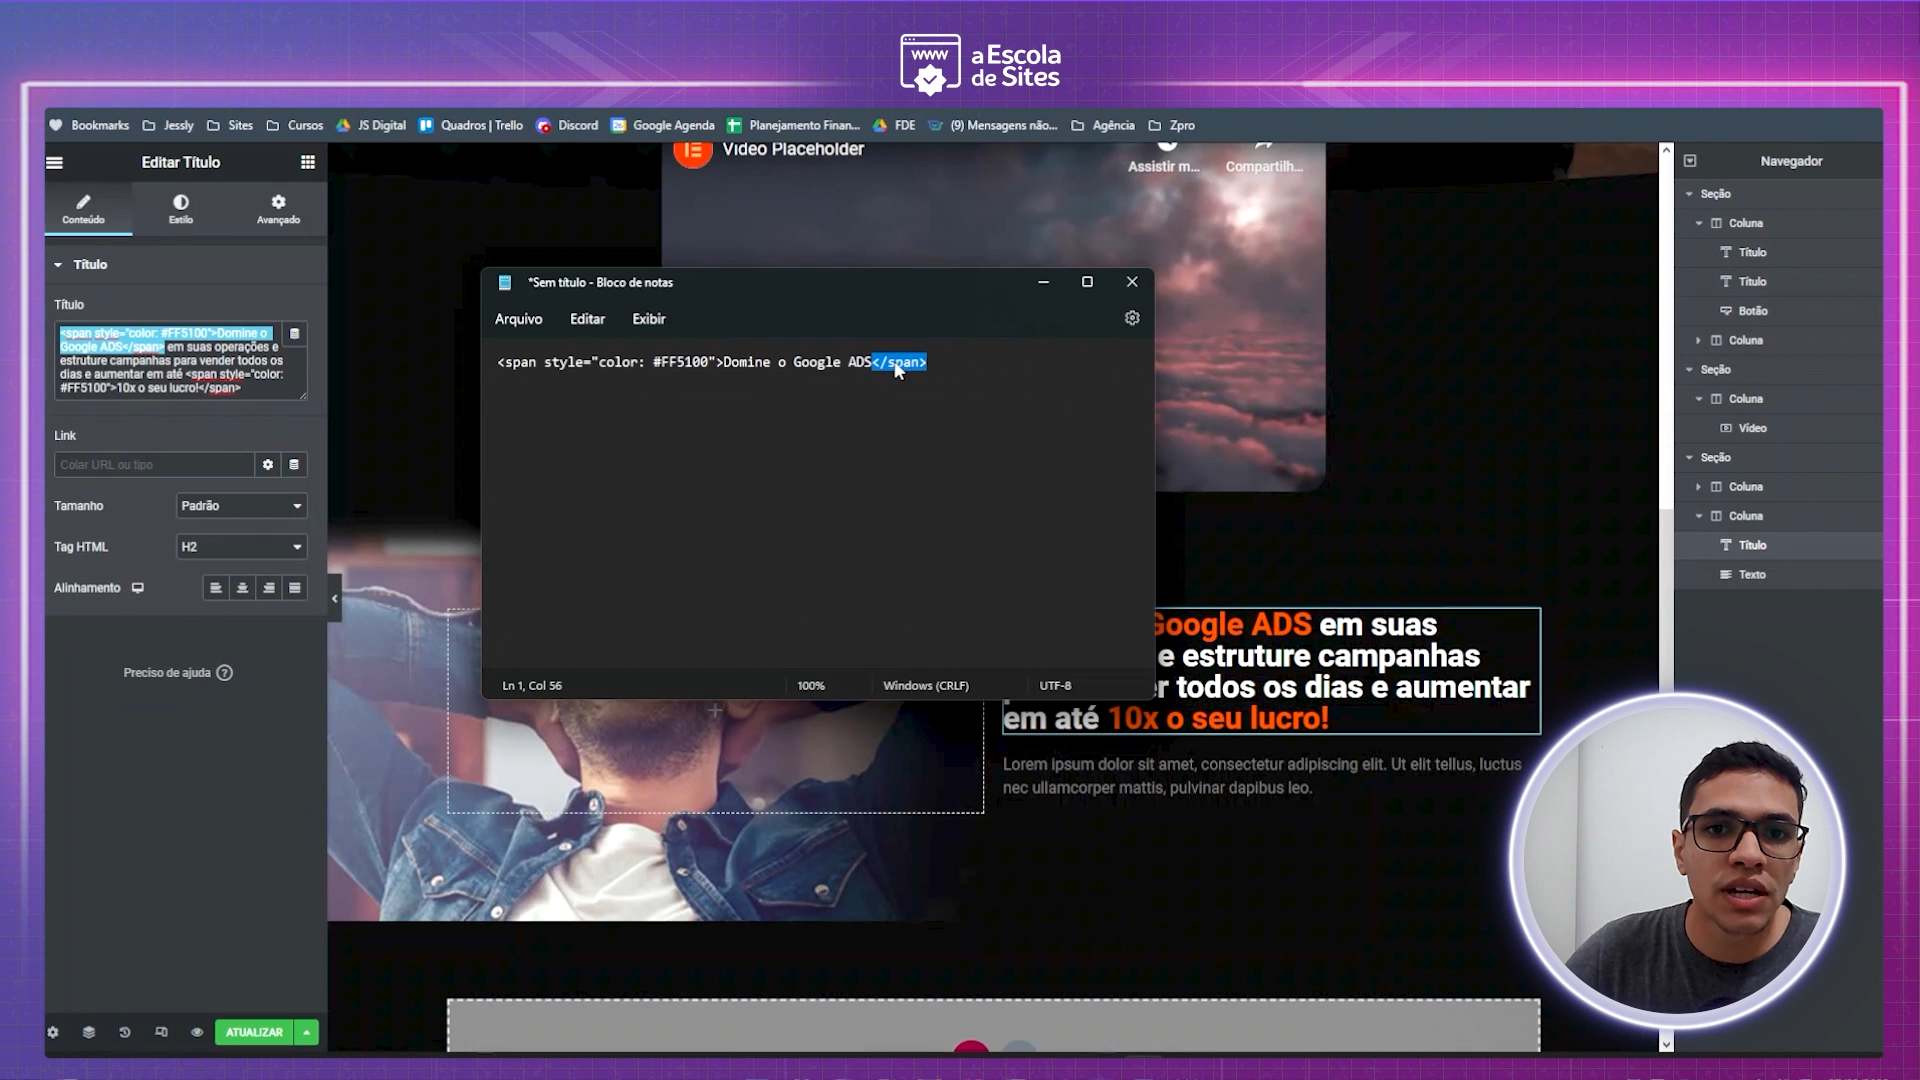 www
a Escola
de Sites
Bookmarks Jessly Sites Cursos JS Digital Quadros | Trello Discord Google Agenda Planejamento Finan... FDE (9) Mensagens não... Agência Zpro
Editar Título
Conteúdo Estilo Avançado
Título
Título
<span style="color: #FF5100">Domine o
Google ADS</span> em suas operações e
estruture campanhas para vender todos os
dias e aumentar em até <span style="color:
#FF5100">10x o seu lucro!</span>
Link
Colar URL ou tipo
Tamanho Padrão
Tag HTML H2
Alinhamento
Preciso de ajuda ?
ATUALIZAR
Video Placeholder
Assistir m... Compartilh...
*Sem título - Bloco de notas
Arquivo Editar Exibir
<span style="color: #FF5100">Domine o Google ADS</span>
Ln 1, Col 56 100% Windows (CRLF) UTF-8
Google ADS em suas
e estruture campanhas
r todos os dias e aumentar
em até 10x o seu lucro!
Lorem ipsum dolor sit amet, consectetur adipiscing elit. Ut elit tellus, luctus
nec ullamcorper mattis, pulvinar dapibus leo.
Navegador
Seção
Coluna
Título
Título
Botão
Coluna
Seção
Coluna
Vídeo
Seção
Coluna
Coluna
Título
Texto